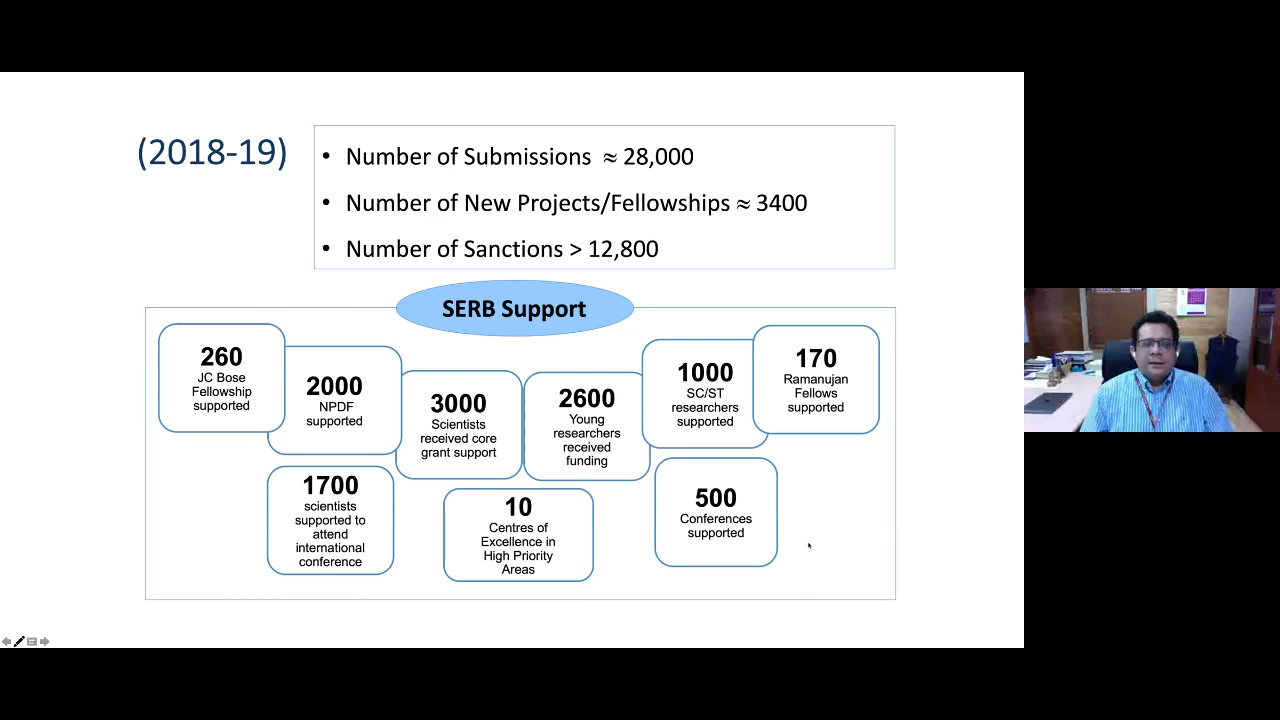 (2018-19)
• Number of Submissions ≈ 28,000
• Number of New Projects/Fellowships ≈ 3400
• Number of Sanctions > 12,800
SERB Support
260
JC Bose
Fellowship
supported
2000
NPDF
supported
3000
Scientists
received core
grant support
2600
Young
researchers
received
funding
1000
SC/ST
researchers
supported
170
Ramanujan
Fellows
supported
1700
scientists
supported to
attend
international
conference
10
Centres of
Excellence in
High Priority
Areas
500
Conferences
supported